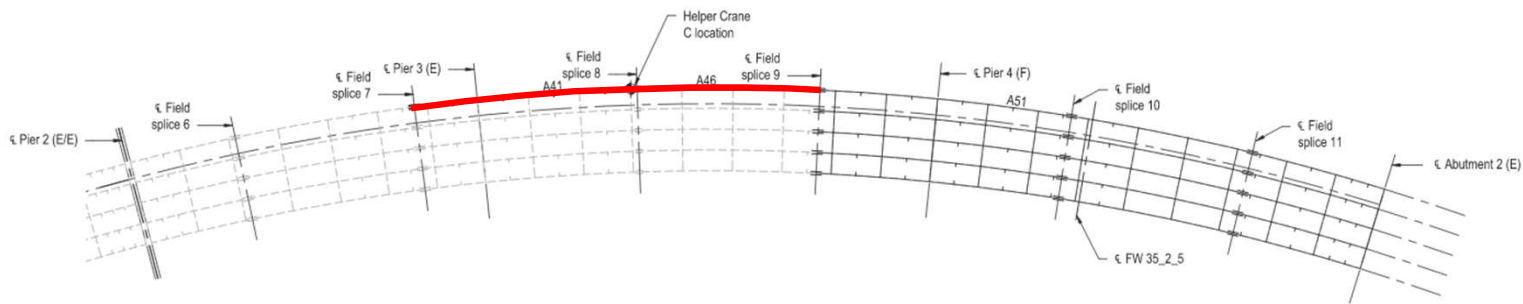 Helper Crane
C location
℄ Field
splice 8
℄ Field
splice 9
℄ Pier 3 (E)
℄ Pier 4 (F)
℄ Field
splice 7
A41
A46
A51
℄ Field
splice 10
℄ Field
splice 6
℄ Field
splice 11
℄ Pier 2 (E/E)
℄ Abutment 2 (E)
℄ FW 35_2_5